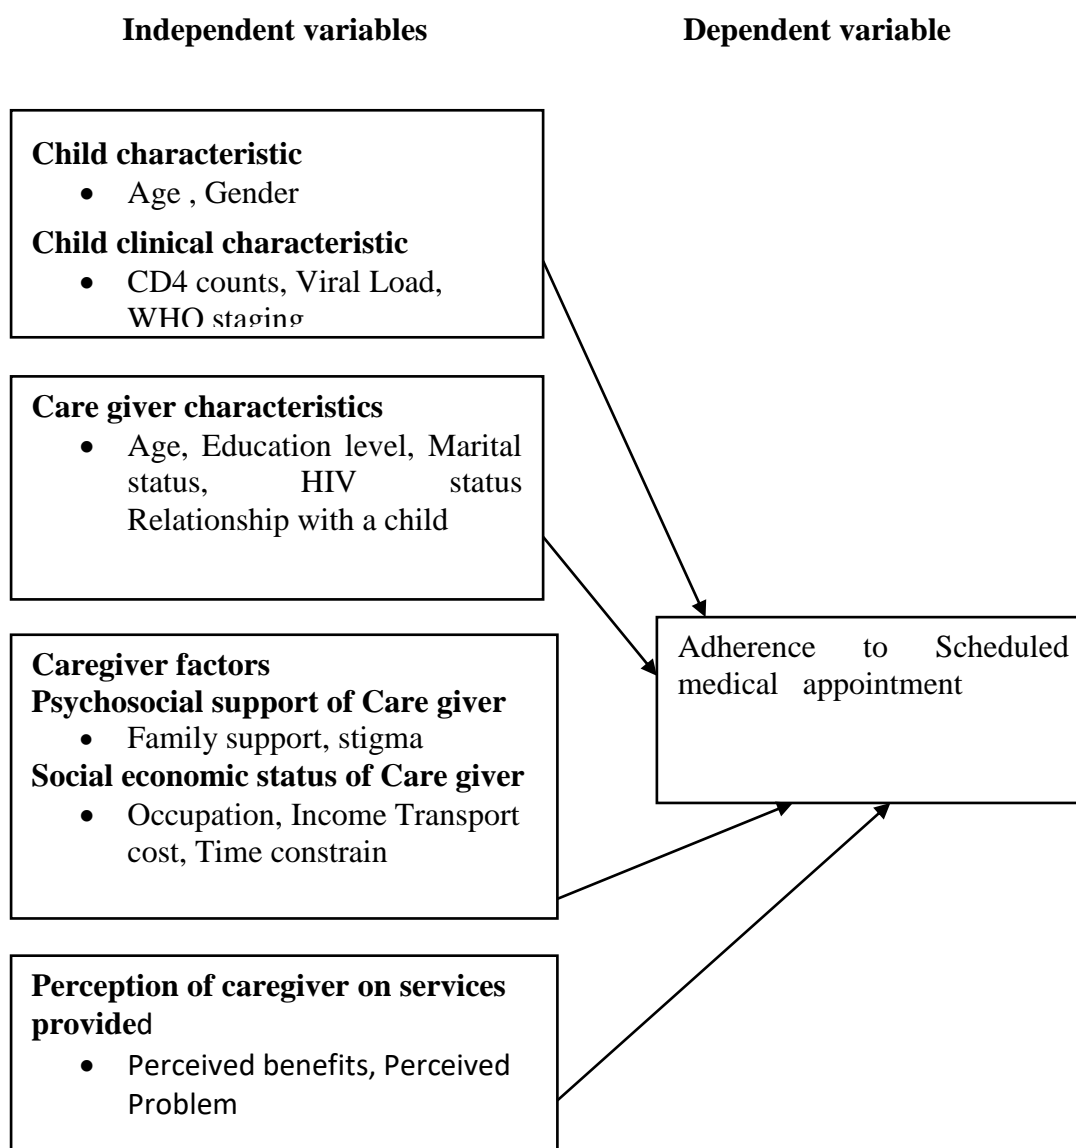 Independent variables
Dependent variable
Child characteristic
• Age , Gender
Child clinical characteristic
• CD4 counts, Viral Load,
WHO staging
Care giver characteristics
• Age, Education level, Marital
status, HIV status
Relationship with a child
Caregiver factors
Psychosocial support of Care giver
• Family support, stigma
Social economic status of Care giver
• Occupation, Income Transport
cost, Time constrain
Perception of caregiver on services
provided
• Perceived benefits, Perceived
Problem
Adherence to Scheduled
medical appointment